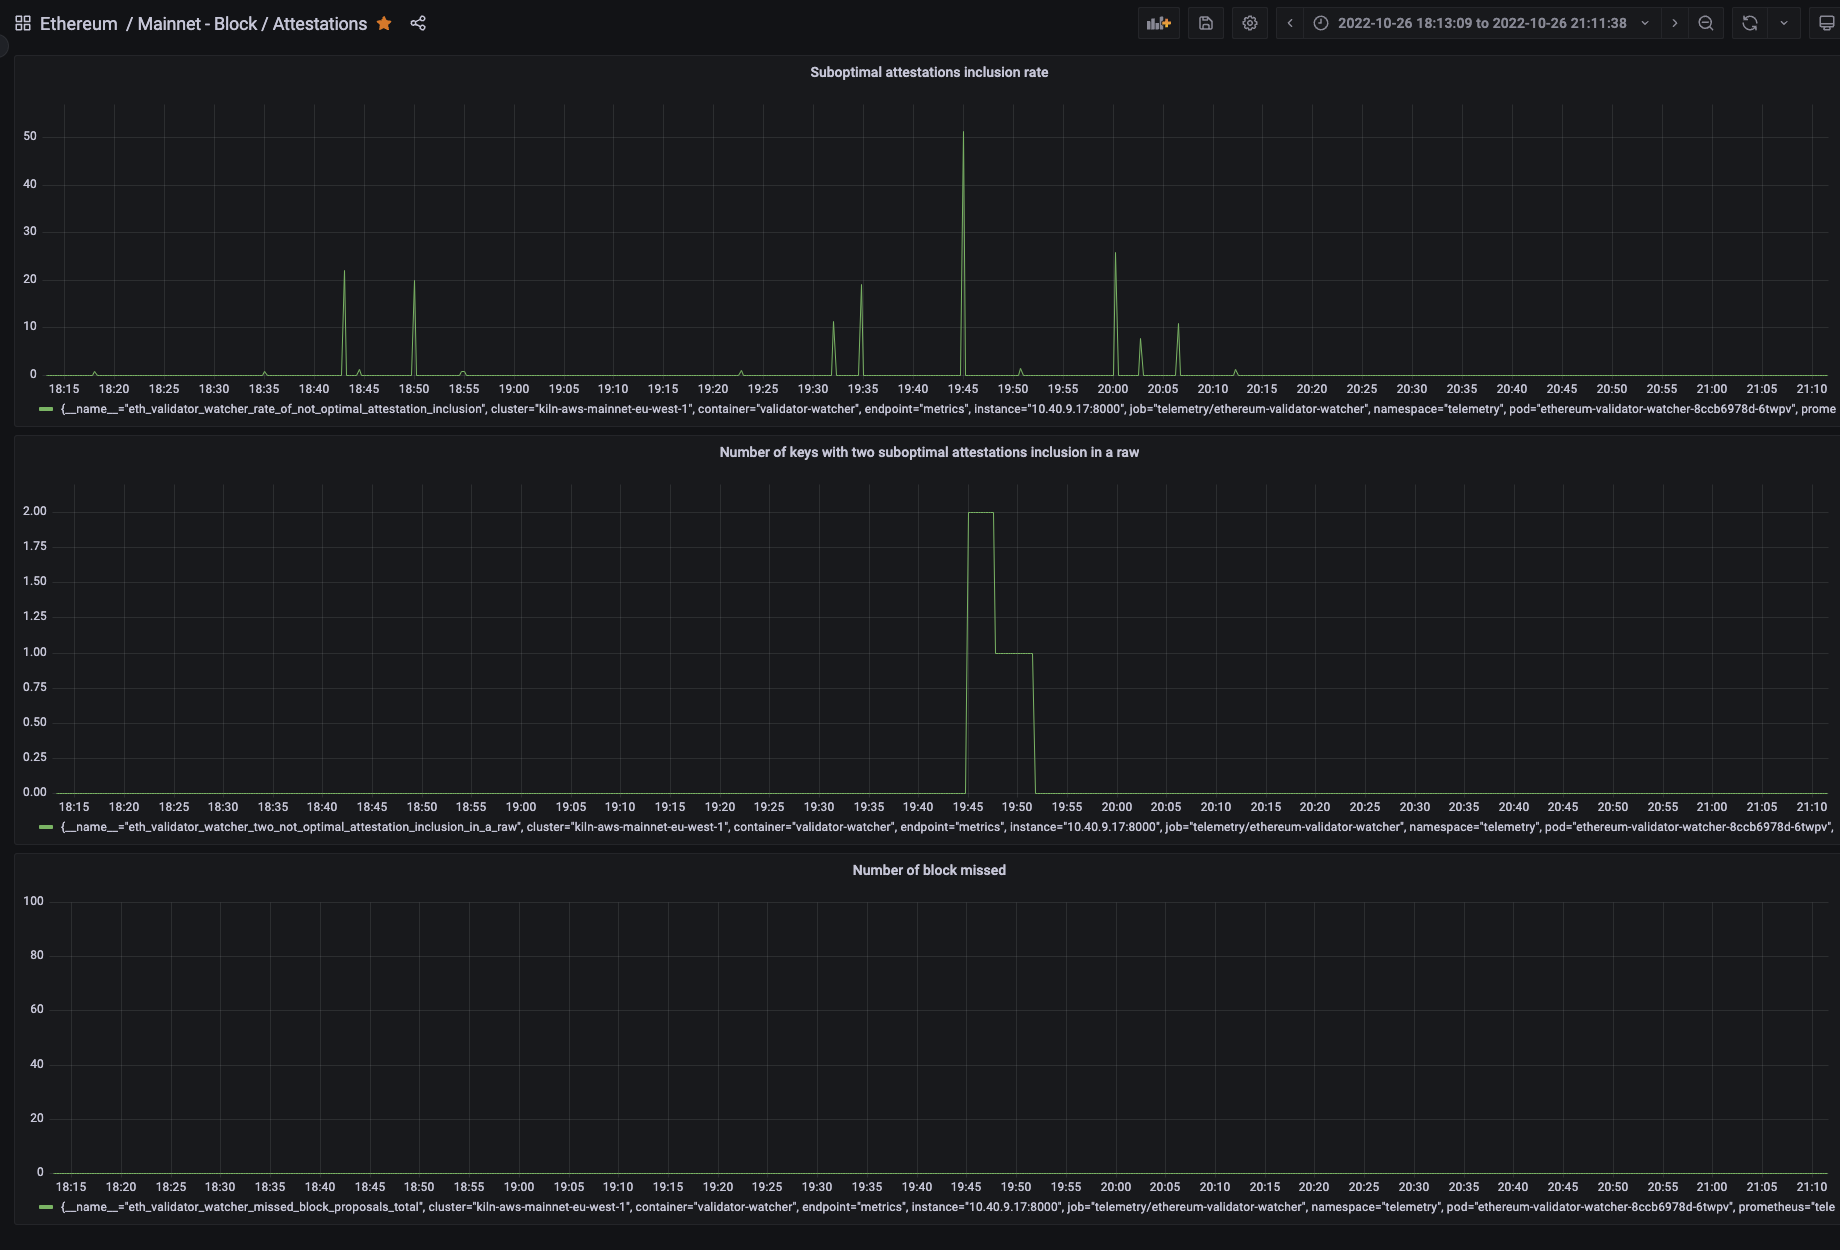 Ethereum / Mainnet - Block / Attestations
2022-10-26 18:13:09 to 2022-10-26 21:11:38
Suboptimal attestations inclusion rate
50
40
30
20
10
0
18:15 18:20 18:25 18:30 18:35 18:40 18:45 18:50 18:55 19:00 19:05 19:10 19:15 19:20 19:25 19:30 19:35 19:40 19:45 19:50 19:55 20:00 20:05 20:10 20:15 20:20 20:25 20:30 20:35 20:40 20:45 20:50 20:55 21:00 21:05 21:10
{__name__="eth_validator_watcher_rate_of_not_optimal_attestation_inclusion", cluster="kiln-aws-mainnet-eu-west-1", container="validator-watcher", endpoint="metrics", instance="10.40.9.17:8000", job="telemetry/ethereum-validator-watcher", namespace="telemetry", pod="ethereum-validator-watcher-8ccb6978d-6twpv", prome
Number of keys with two suboptimal attestations inclusion in a raw
2.00
1.75
1.50
1.25
1.00
0.75
0.50
0.25
0.00
18:15 18:20 18:25 18:30 18:35 18:40 18:45 18:50 18:55 19:00 19:05 19:10 19:15 19:20 19:25 19:30 19:35 19:40 19:45 19:50 19:55 20:00 20:05 20:10 20:15 20:20 20:25 20:30 20:35 20:40 20:45 20:50 20:55 21:00 21:05 21:10
{__name__="eth_validator_watcher_two_not_optimal_attestation_inclusion_in_a_raw", cluster="kiln-aws-mainnet-eu-west-1", container="validator-watcher", endpoint="metrics", instance="10.40.9.17:8000", job="telemetry/ethereum-validator-watcher", namespace="telemetry", pod="ethereum-validator-watcher-8ccb6978d-6twpv",
Number of block missed
100
80
60
40
20
0
18:15 18:20 18:25 18:30 18:35 18:40 18:45 18:50 18:55 19:00 19:05 19:10 19:15 19:20 19:25 19:30 19:35 19:40 19:45 19:50 19:55 20:00 20:05 20:10 20:15 20:20 20:25 20:30 20:35 20:40 20:45 20:50 20:55 21:00 21:05 21:10
{__name__="eth_validator_watcher_missed_block_proposals_total", cluster="kiln-aws-mainnet-eu-west-1", container="validator-watcher", endpoint="metrics", instance="10.40.9.17:8000", job="telemetry/ethereum-validator-watcher", namespace="telemetry", pod="ethereum-validator-watcher-8ccb6978d-6twpv", prometheus="tele